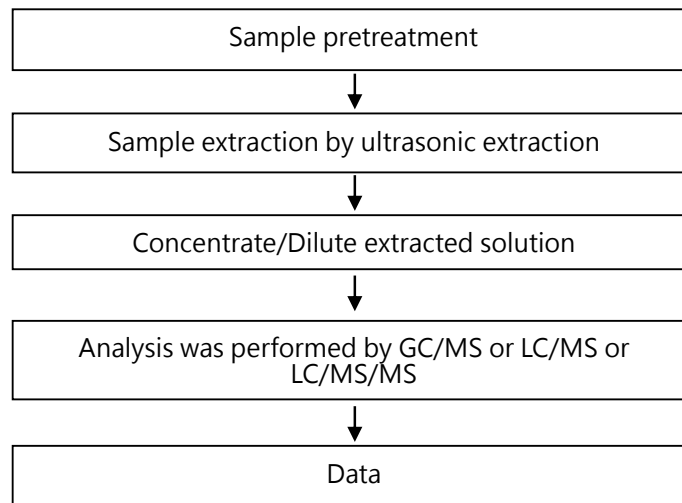 Sample pretreatment
Sample extraction by ultrasonic extraction
Concentrate/Dilute extracted solution
Analysis was performed by GC/MS or LC/MS or
LC/MS/MS
Data